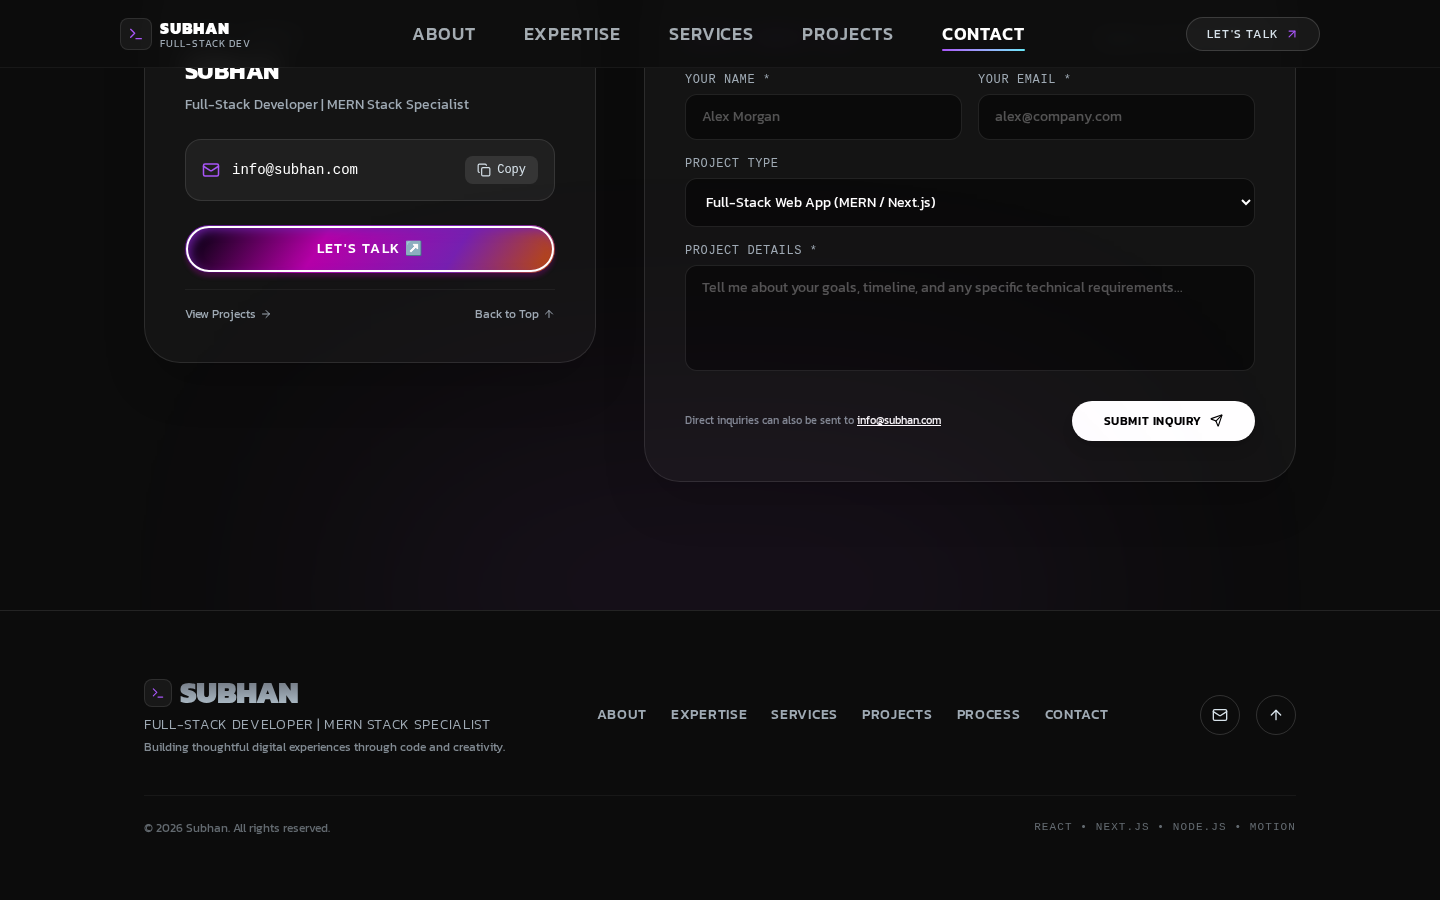 SUBHAN
FULL-STACK DEV
ABOUT
EXPERTISE
SERVICES
PROJECTS
CONTACT
LET'S TALK
SUBHAN
Full-Stack Developer | MERN Stack Specialist
info@subhan.com
Copy
LET'S TALK ↗
View Projects →
Back to Top ↑
YOUR NAME *
YOUR EMAIL *
Alex Morgan
alex@company.com
PROJECT TYPE
Full-Stack Web App (MERN / Next.js)
PROJECT DETAILS *
Tell me about your goals, timeline, and any specific technical requirements...
Direct inquiries can also be sent to info@subhan.com
SUBMIT INQUIRY
SUBHAN
FULL-STACK DEVELOPER | MERN STACK SPECIALIST
Building thoughtful digital experiences through code and creativity.
ABOUT
EXPERTISE
SERVICES
PROJECTS
PROCESS
CONTACT
© 2026 Subhan. All rights reserved.
REACT • NEXT.JS • NODE.JS • MOTION